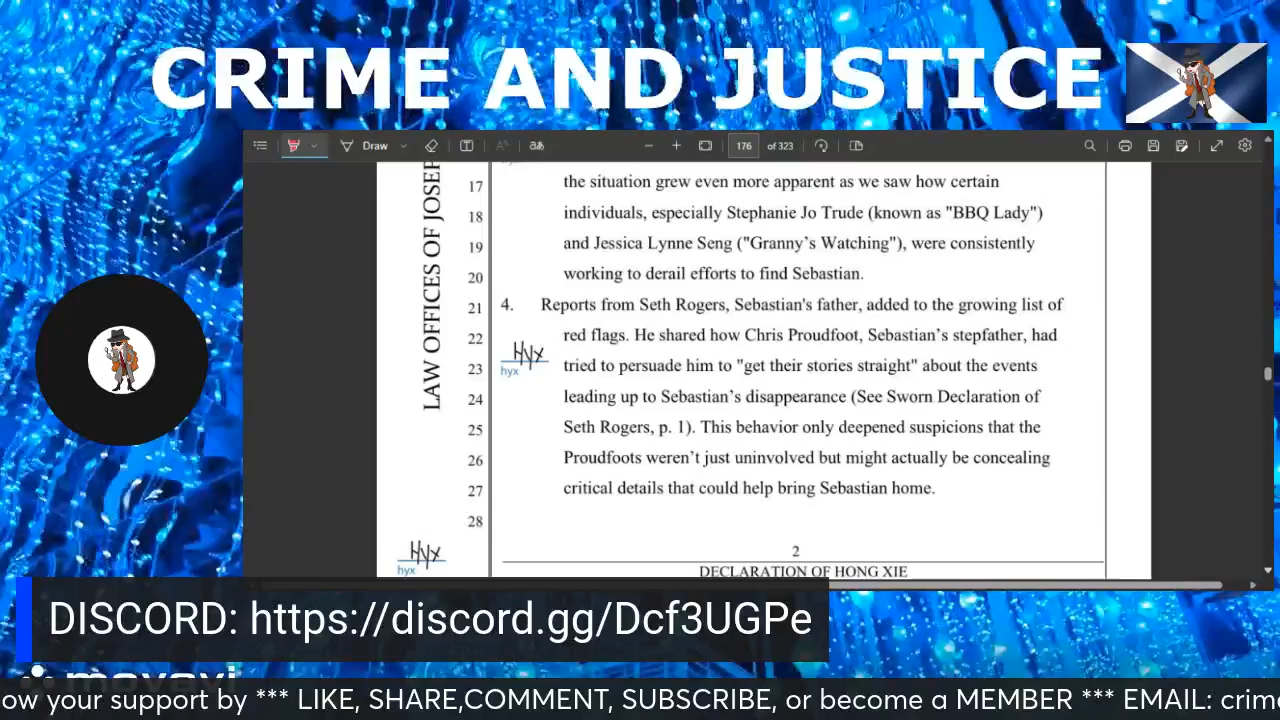 CRIME AND JUSTICE
Draw
176 of 323
LAW OFFICES OF JOSEP
17 the situation grew even more apparent as we saw how certain
18 individuals, especially Stephanie Jo Trude (known as "BBQ Lady")
19 and Jessica Lynne Seng ("Granny’s Watching"), were consistently
20 working to derail efforts to find Sebastian.
21 4. Reports from Seth Rogers, Sebastian's father, added to the growing list of
22 red flags. He shared how Chris Proudfoot, Sebastian’s stepfather, had
23 tried to persuade him to "get their stories straight" about the events
24 leading up to Sebastian’s disappearance (See Sworn Declaration of
25 Seth Rogers, p. 1). This behavior only deepened suspicions that the
26 Proudfoots weren’t just uninvolved but might actually be concealing
27 critical details that could help bring Sebastian home.
28
HYX
hyx
HYX
hyx
2
DECLARATION OF HONG XIE
DISCORD: https://discord.gg/Dcf3UGPe
movavi
ow your support by *** LIKE, SHARE,COMMENT, SUBSCRIBE, or become a MEMBER *** EMAIL: crim